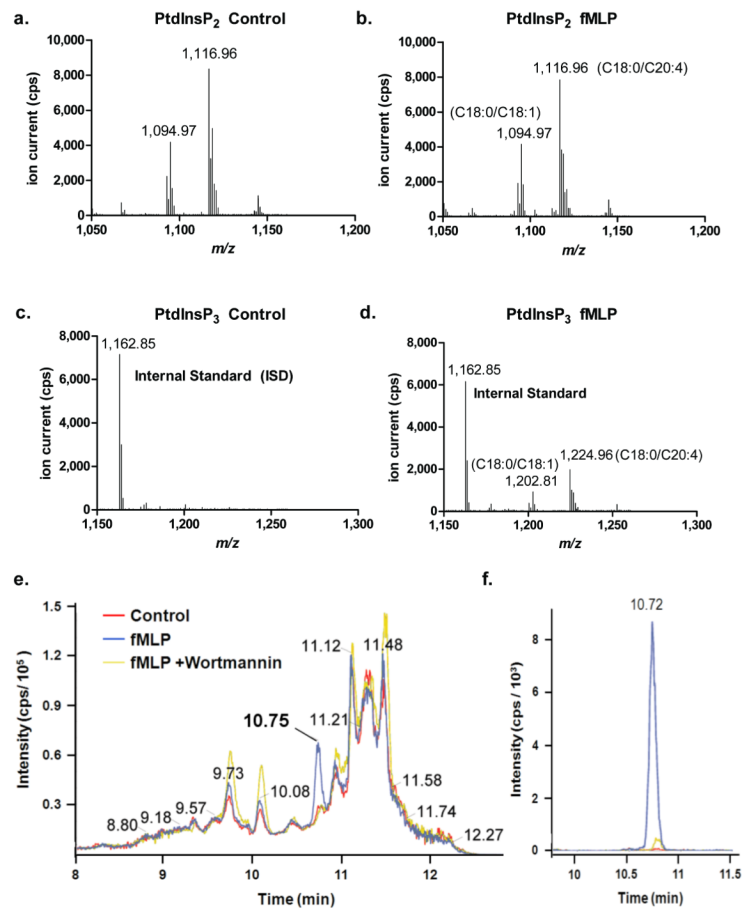 a.
PtdInsP2 Control
10,000
8,000
6,000
4,000
2,000
0
ion current (cps)
1,116.96
1,094.97
1,050
1,100
1,150
1,200
m/z
b.
PtdInsP2 fMLP
10,000
8,000
6,000
4,000
2,000
0
ion current (cps)
1,116.96 (C18:0/C20:4)
(C18:0/C18:1)
1,094.97
1,050
1,100
1,150
1,200
m/z
c.
PtdInsP3 Control
8,000
6,000
4,000
2,000
0
ion current (cps)
1,162.85
Internal Standard (ISD)
1,150
1,200
1,250
1,300
m/z
d.
PtdInsP3 fMLP
8,000
6,000
4,000
2,000
0
ion current (cps)
1,162.85
Internal Standard
(C18:0/C18:1)
1,202.81
1,224.96 (C18:0/C20:4)
1,150
1,200
1,250
1,300
m/z
e.
1.5
1.2
0.9
0.6
0.3
Intensity (cps/ 10⁵)
Control
fMLP
fMLP +Wortmannin
8.80
9.18
9.57
9.73
10.08
10.75
11.12
11.21
11.48
11.58
11.74
12.27
8
9
10
11
12
Time (min)
f.
10.72
8
6
4
2
0
Intensity (cps / 10³)
10
10.5
11
11.5
Time (min)